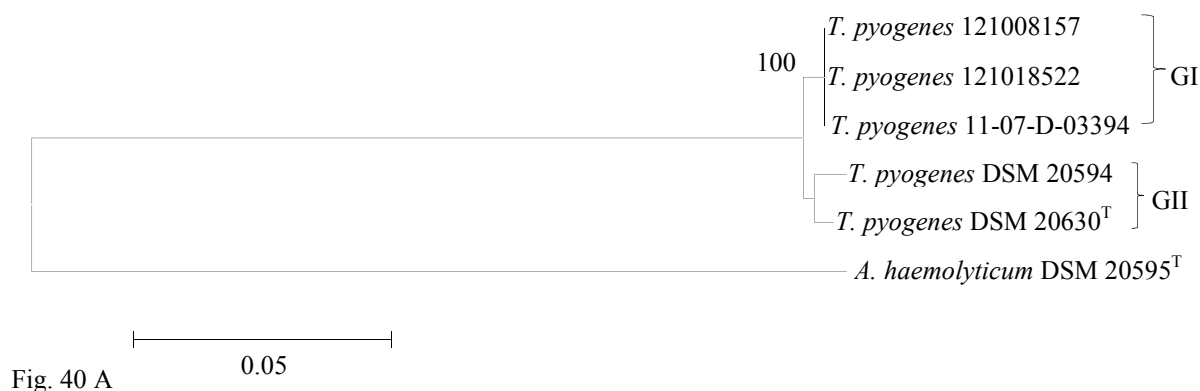 T. pyogenes 121008157
100
T. pyogenes 121018522
GI
T. pyogenes 11-07-D-03394
T. pyogenes DSM 20594
GII
T. pyogenes DSM 20630T
A. haemolyticum DSM 20595T
0.05
Fig. 40 A